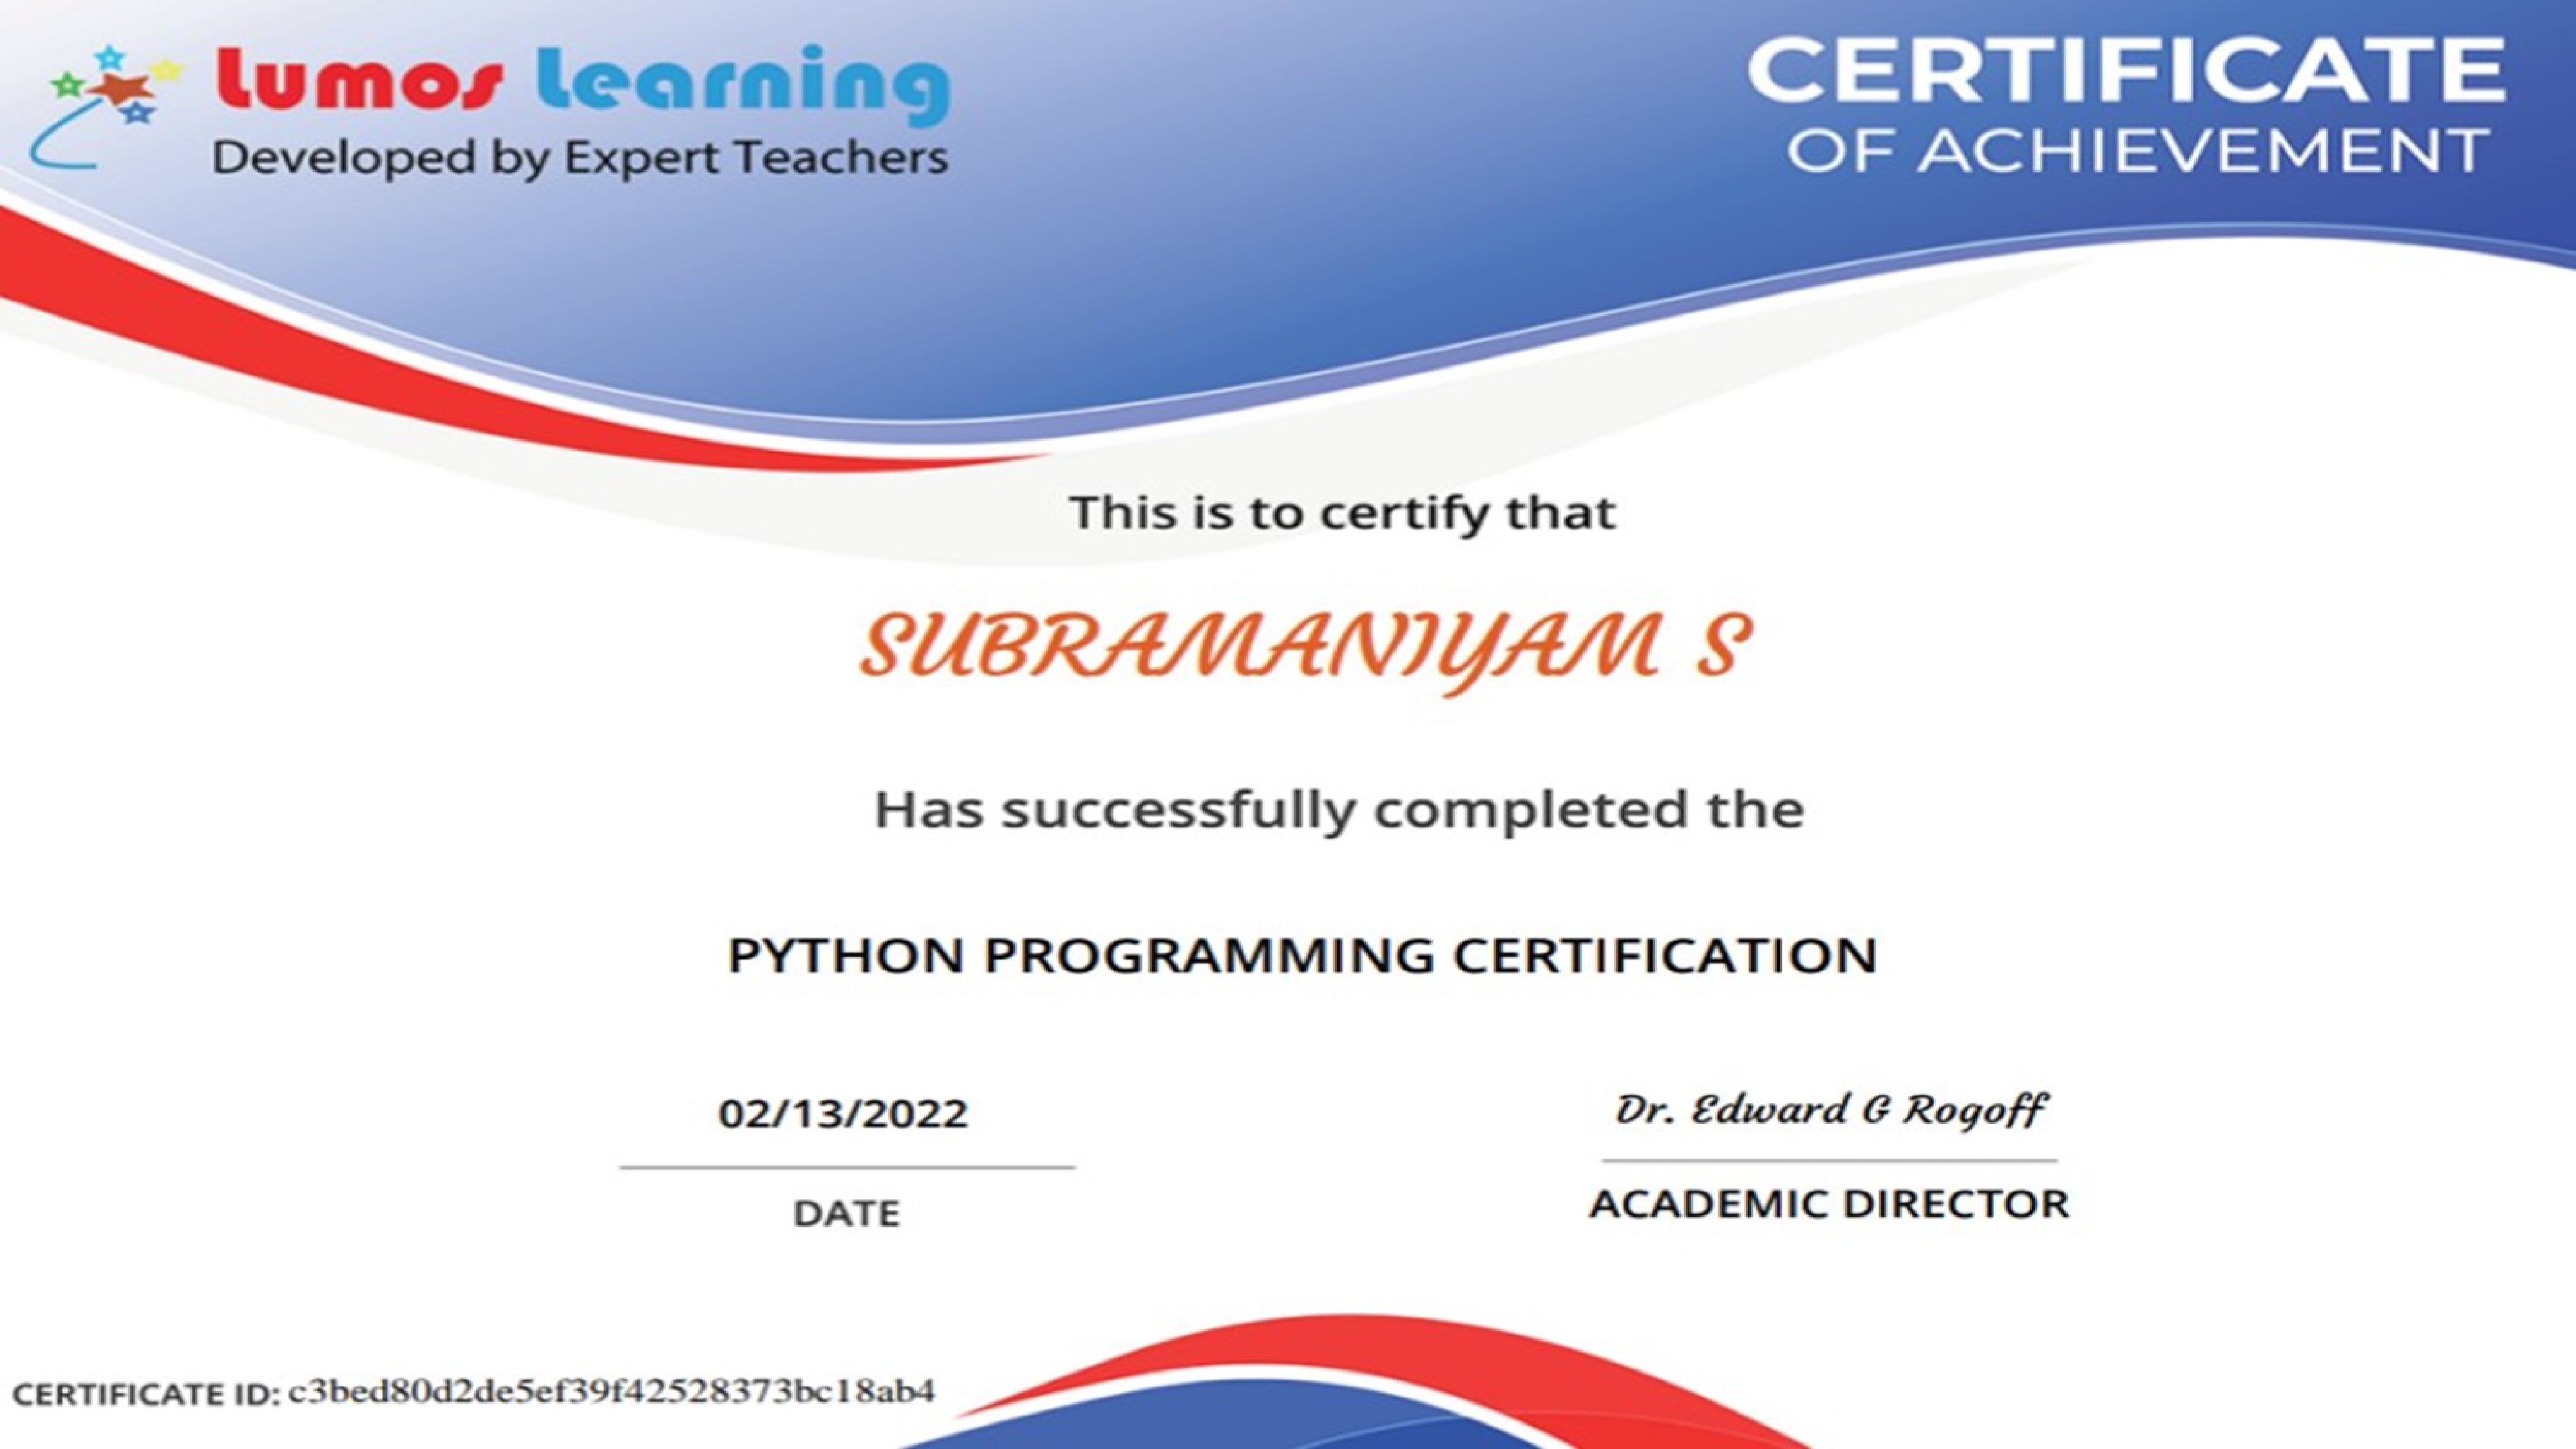 Lumos Learning
Developed by Expert Teachers
CERTIFICATE
OF ACHIEVEMENT
This is to certify that
SUBRAMANIYAM S
Has successfully completed the
PYTHON PROGRAMMING CERTIFICATION
02/13/2022
DATE
Dr. Edward G Rogoff
ACADEMIC DIRECTOR
CERTIFICATE ID: c3bed80d2de5ef39f42528373bc18ab4